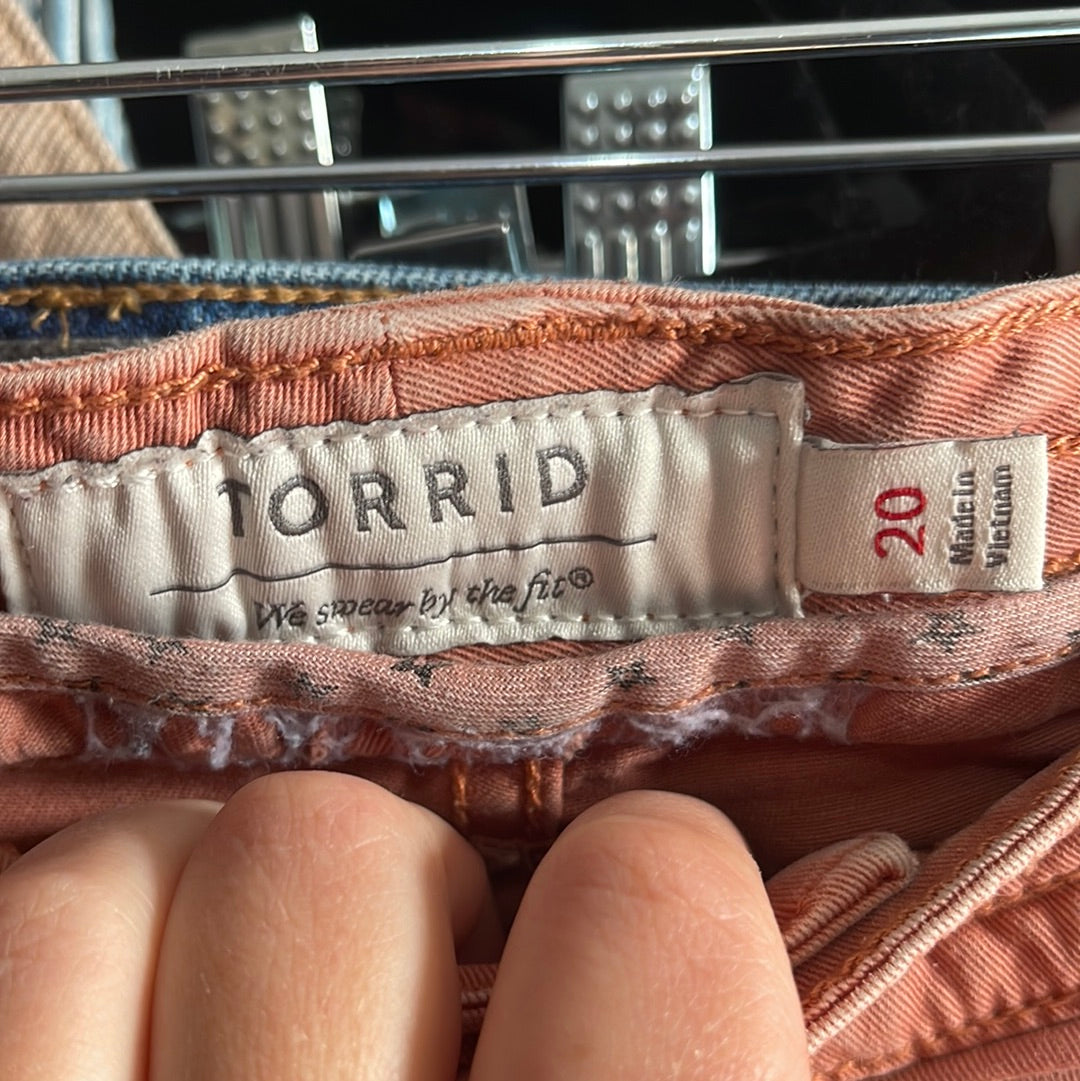 TORRID
We swear by the fit®
20
Made in
Vietnam